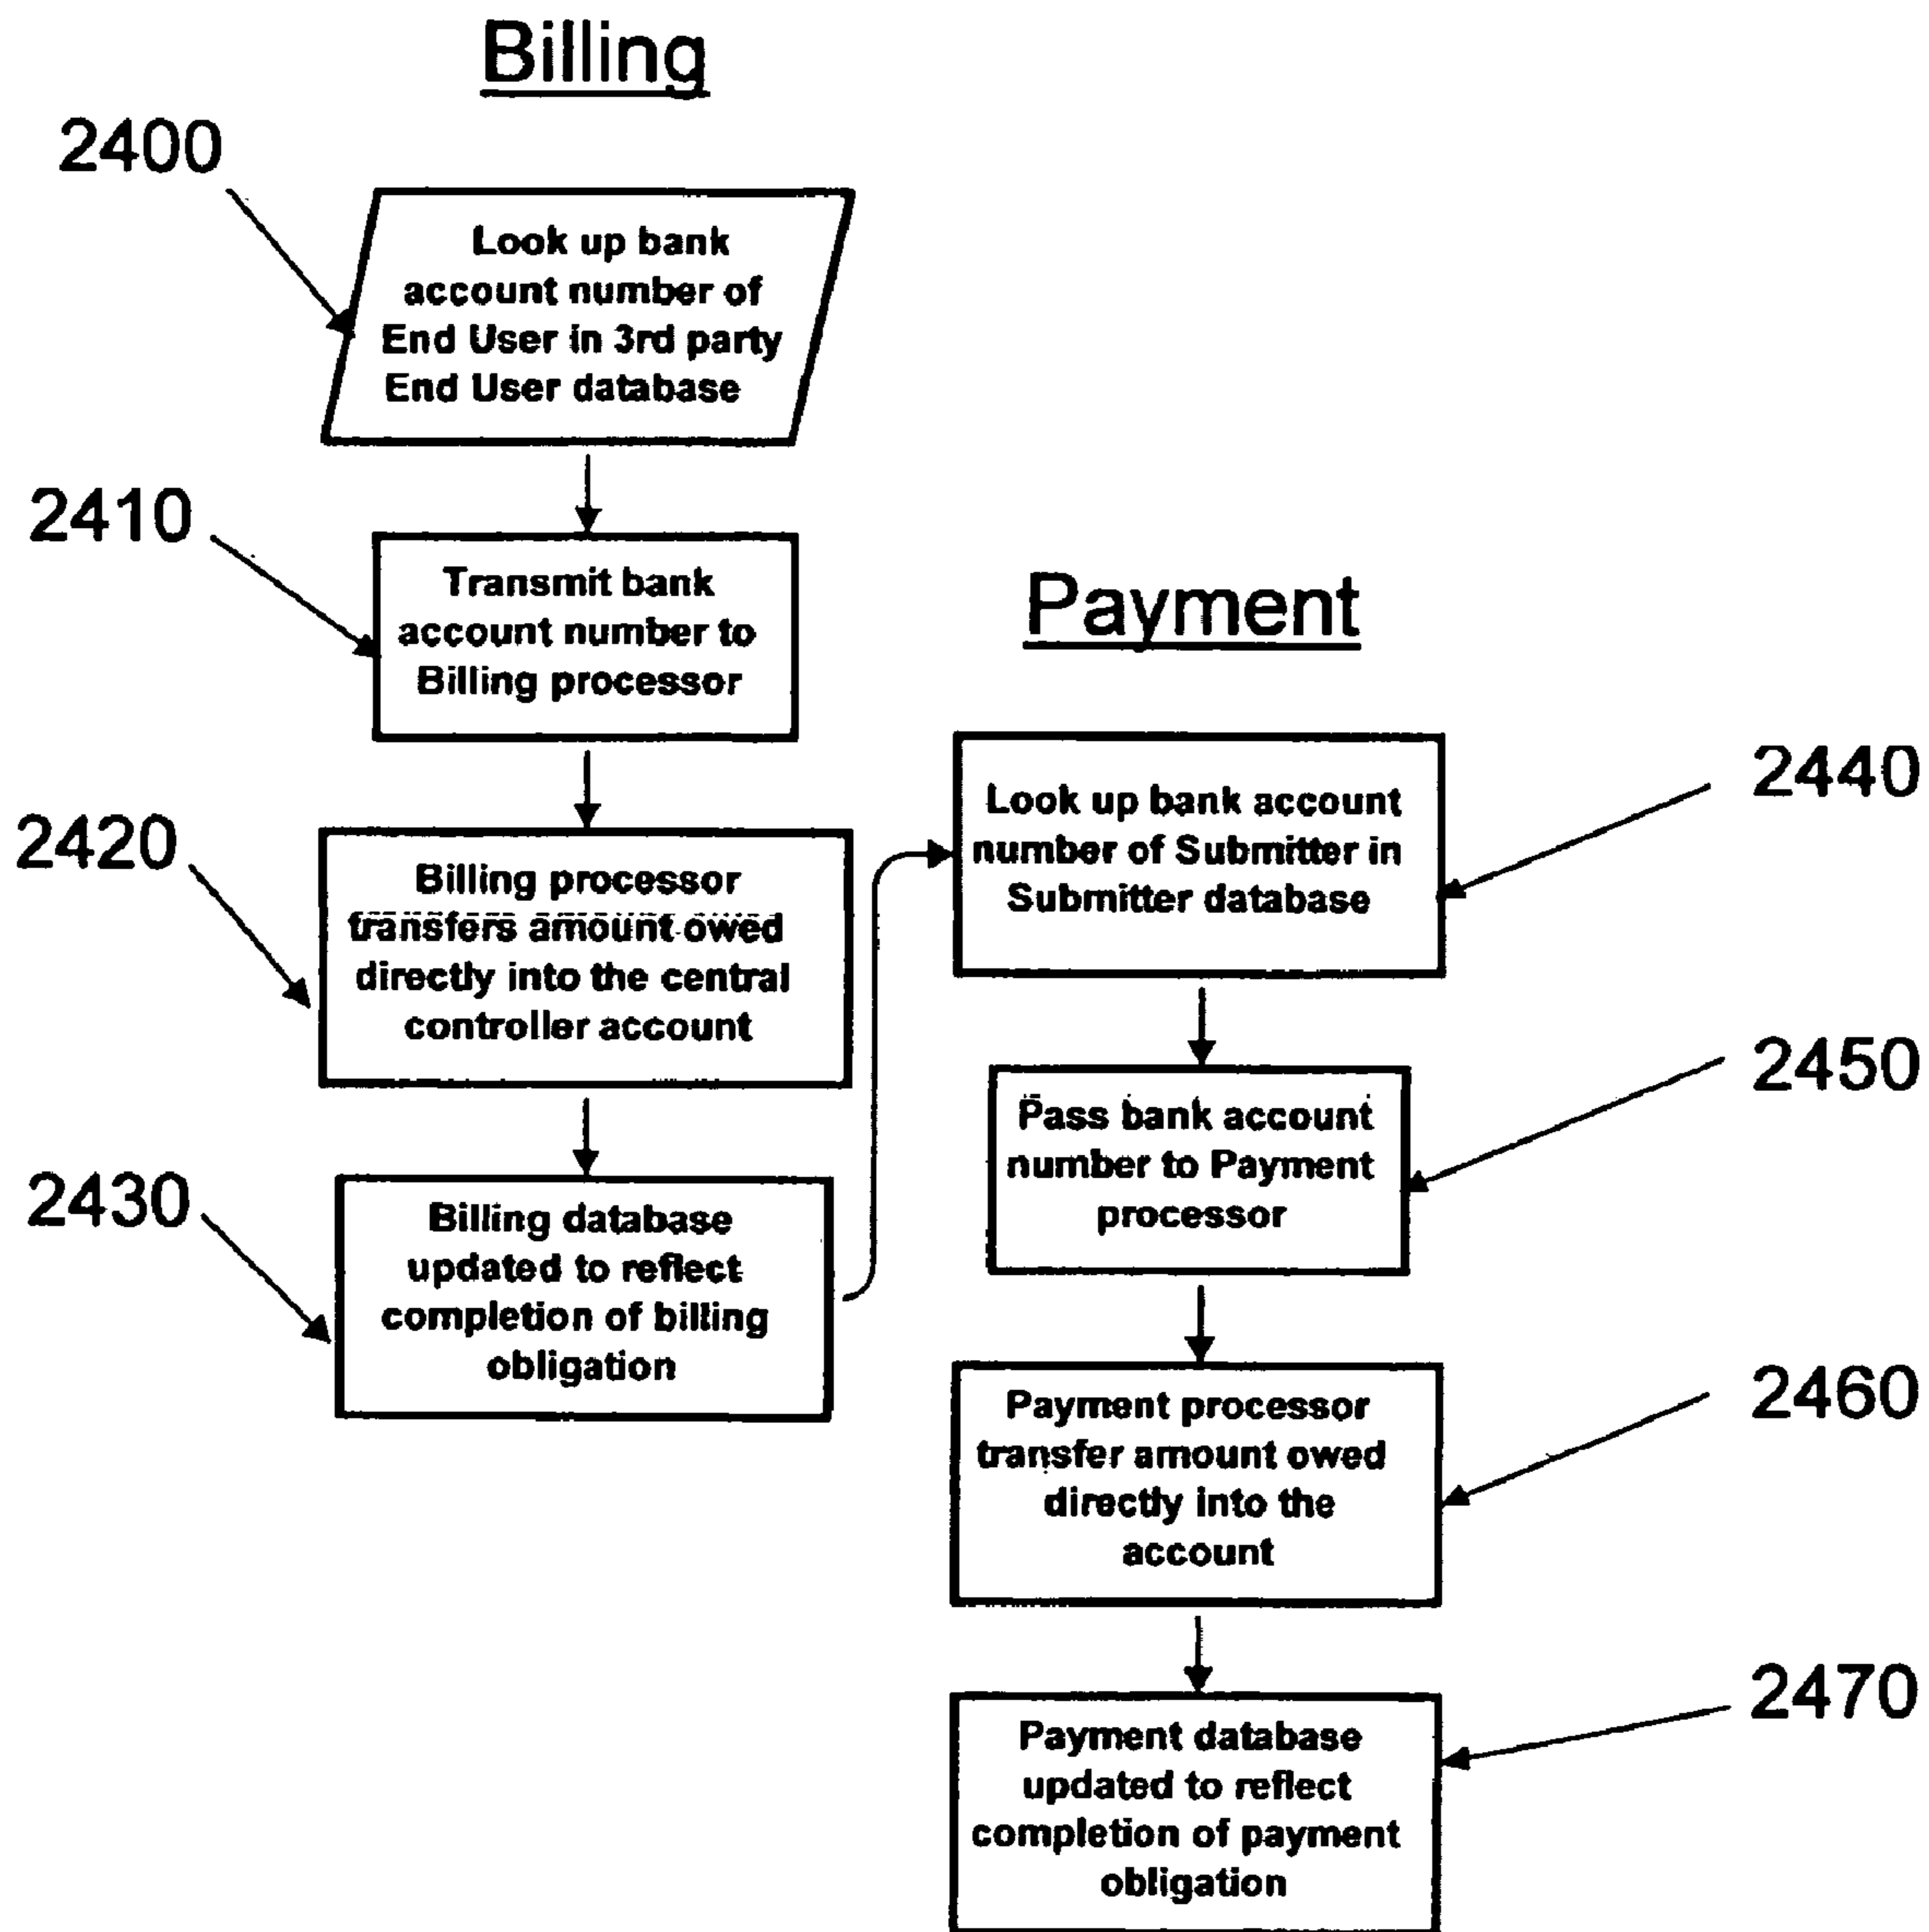 Billing
2400
Look up bank
account number of
End User in 3rd party
End User database
2410
Transmit bank
account number to
Billing processor
2420
Billing processor
transfers amount owed
directly into the central
controller account
2430
Billing database
updated to reflect
completion of billing
obligation
Payment
2440
Look up bank account
number of Submitter in
Submitter database
2450
Pass bank account
number to Payment
processor
2460
Payment processor
transfer amount owed
directly into the
account
2470
Payment database
updated to reflect
completion of payment
obligation